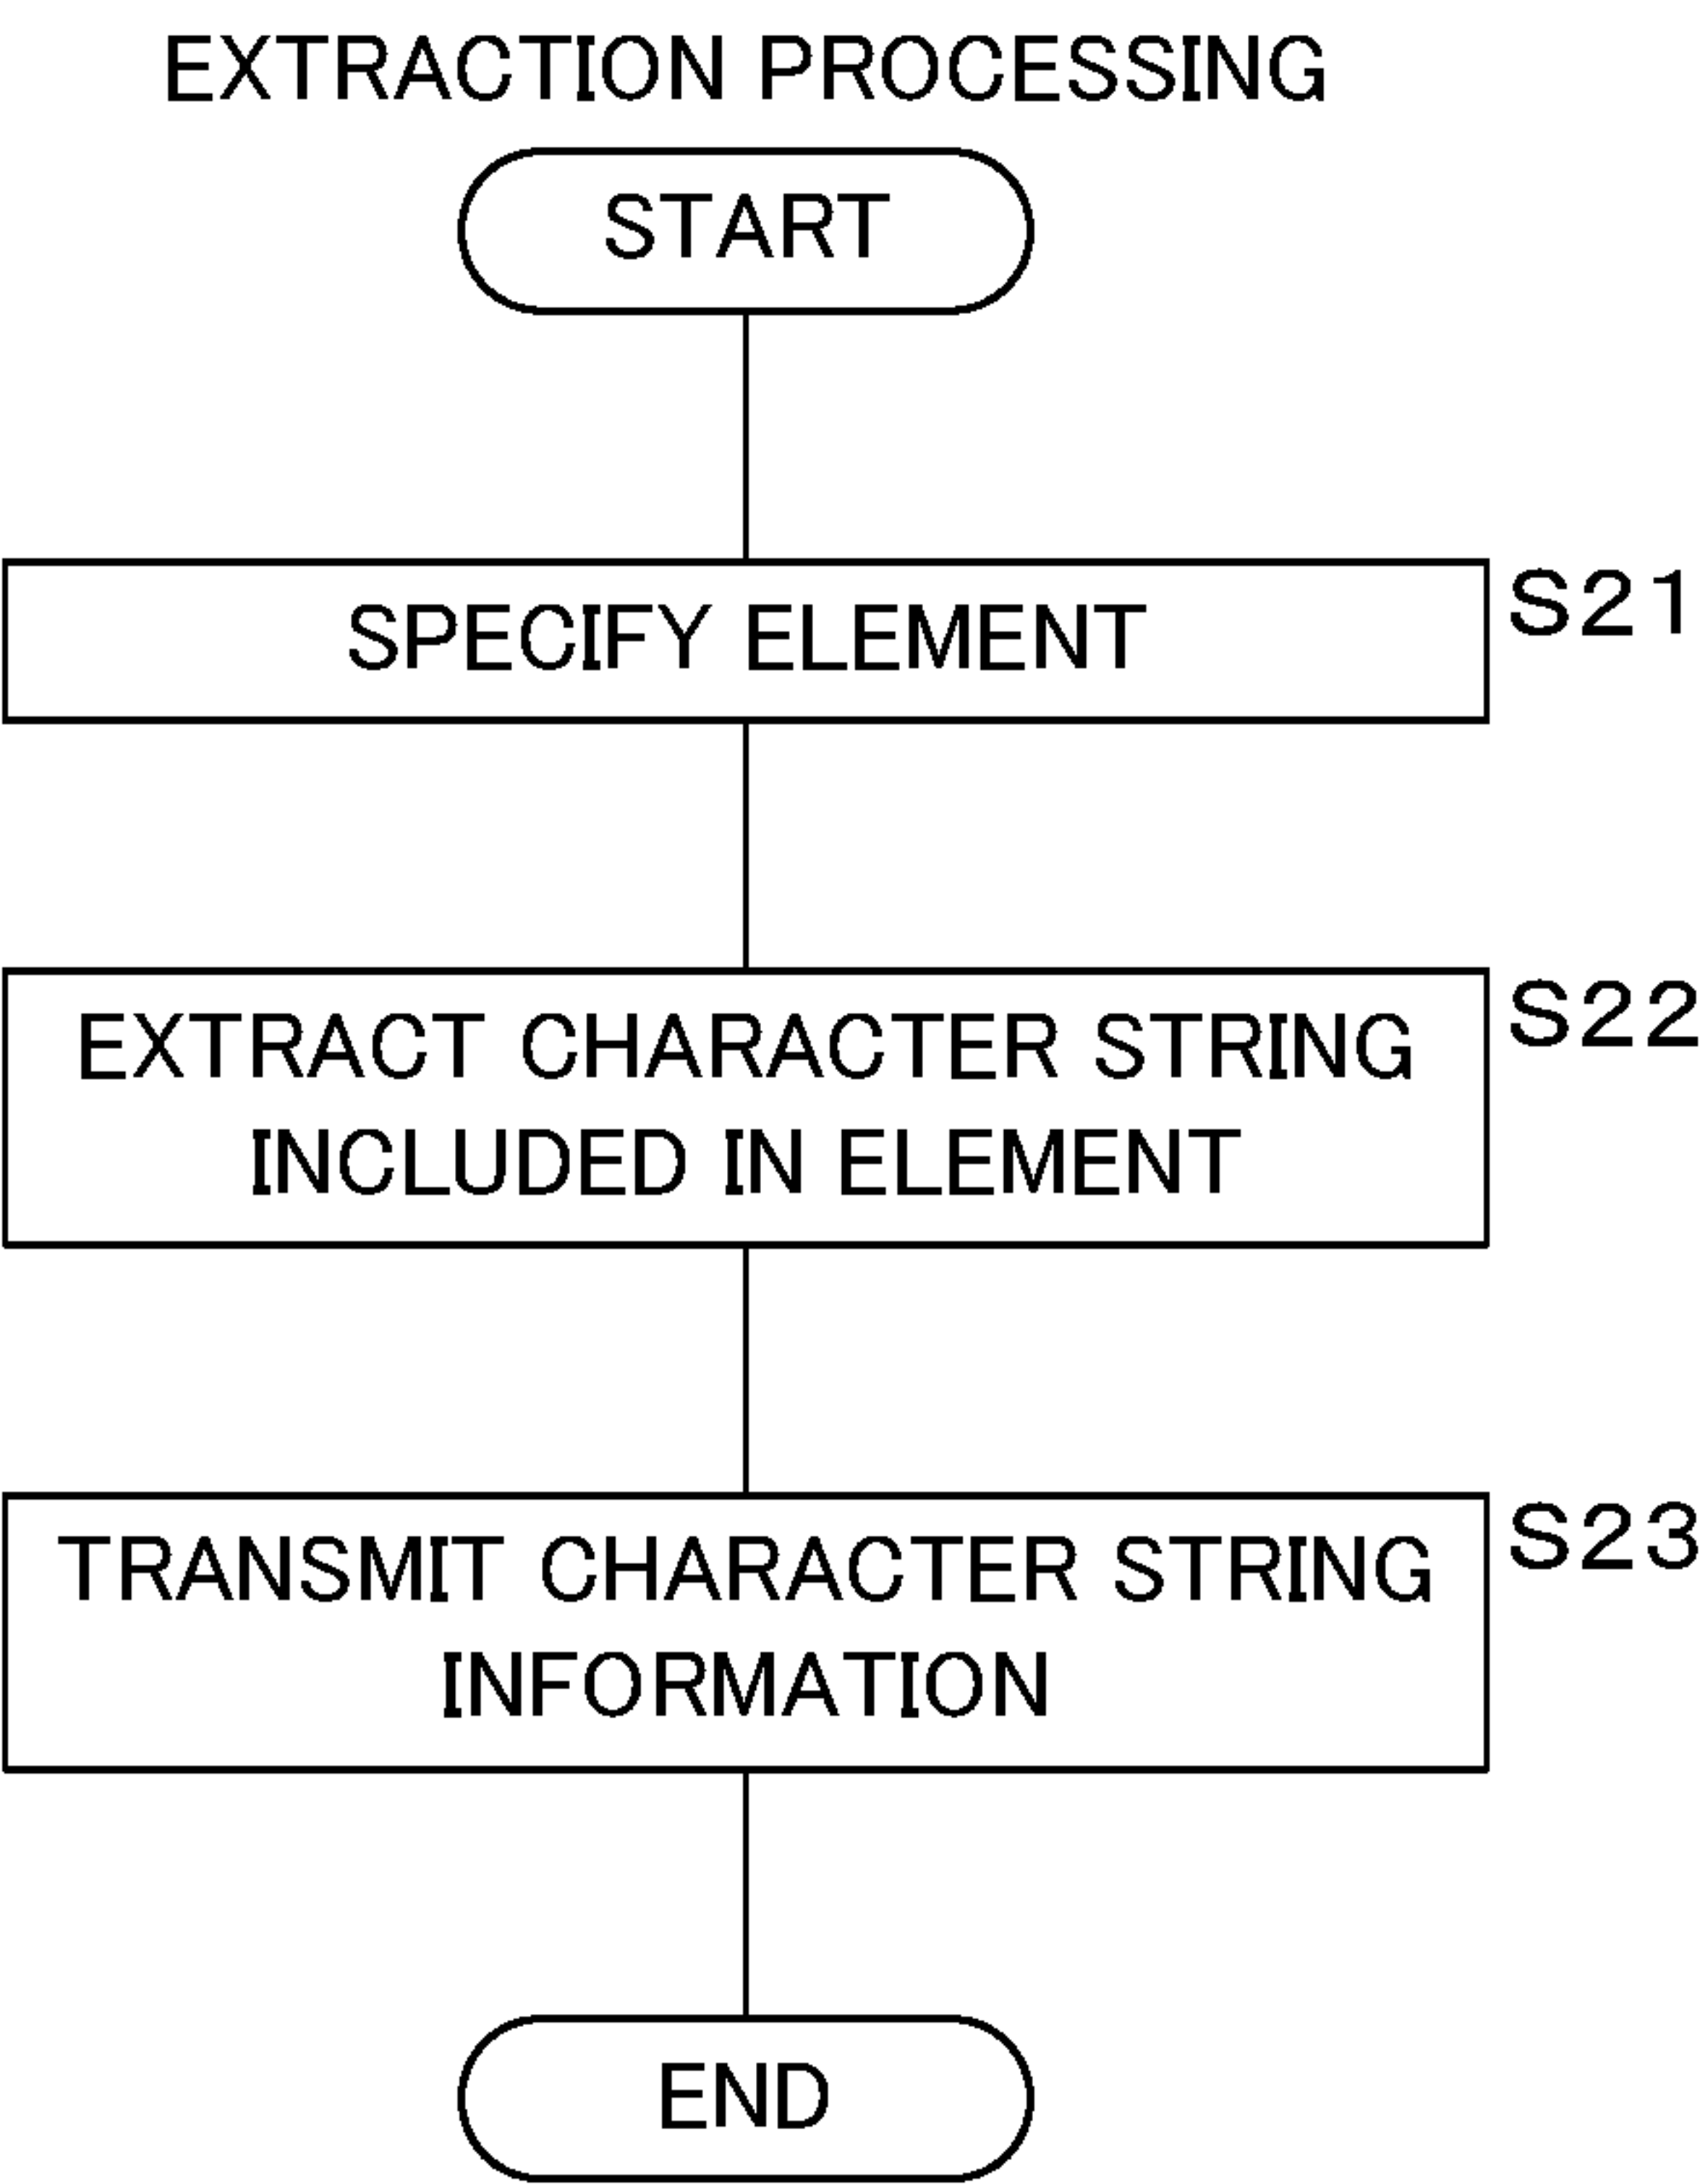 EXTRACTION PROCESSING
START
SPECIFY ELEMENT
S21
EXTRACT CHARACTER STRING
INCLUDED IN ELEMENT
S22
TRANSMIT CHARACTER STRING
INFORMATION
S23
END